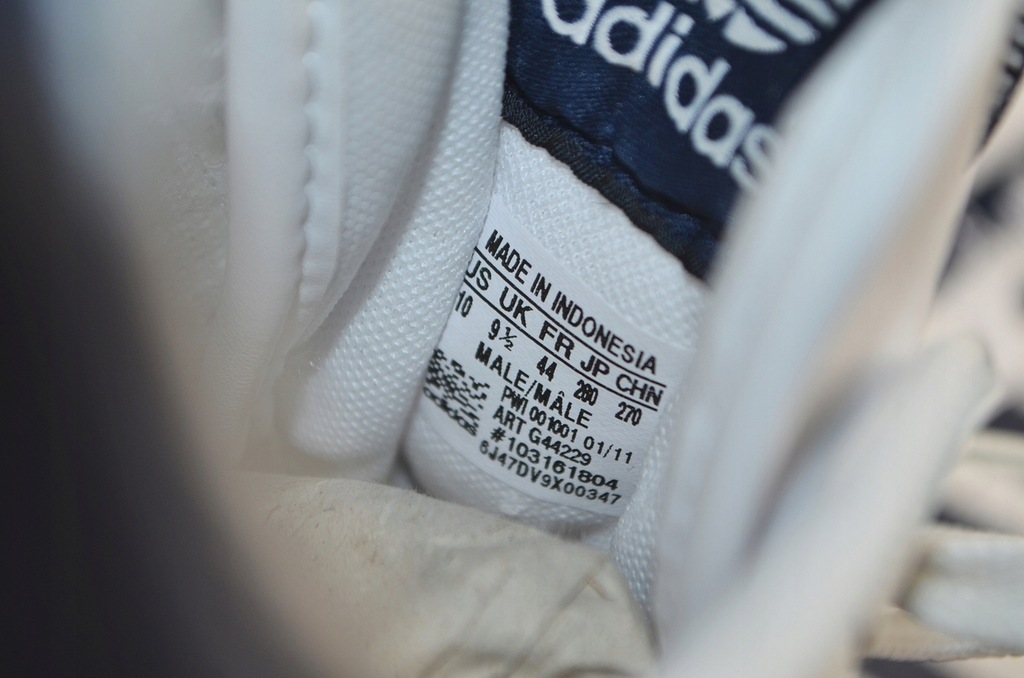 adidas
MADE IN INDONESIA
US UK FR JP CHN
10 9½ 44 280 270
MALE/MÂLE
PWI 001001 01/11
ART G44229
#103161804
6J47DV9X00347